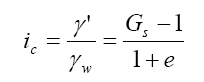 i_c = γ' / γ_w = (G_s − 1) / (1 + e)